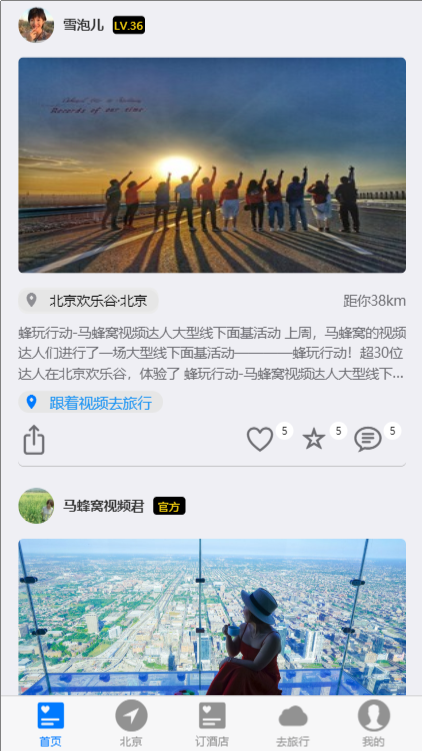 雪泡儿 LV.36
Records of our time
北京欢乐谷·北京 距你38km
蜂玩行动-马蜂窝视频达人大型线下面基活动 上周，马蜂窝的视频
达人们进行了一场大型线下面基活动————蜂玩行动！超30位
达人在北京欢乐谷，体验了 蜂玩行动-马蜂窝视频达人大型线下...
跟着视频去旅行
5 5 5
马蜂窝视频君 官方
首页 北京 订酒店 去旅行 我的